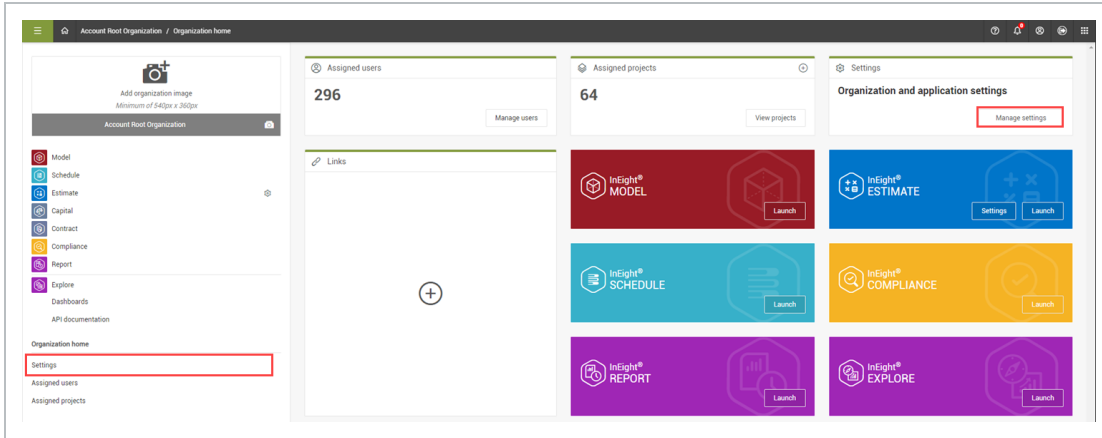 Account Root Organization / Organization home
Add organization image
Minimum of 540px x 360px
Account Root Organization
Model
Schedule
Estimate
Capital
Contract
Compliance
Report
Explore
Dashboards
API documentation
Organization home
Settings
Assigned users
Assigned projects
Assigned users
296
Manage users
Assigned projects
64
View projects
Settings
Organization and application settings
Manage settings
Links
InEight®
MODEL
Launch
InEight®
ESTIMATE
Settings
Launch
InEight®
SCHEDULE
Launch
InEight®
COMPLIANCE
Launch
InEight®
REPORT
Launch
InEight®
EXPLORE
Launch